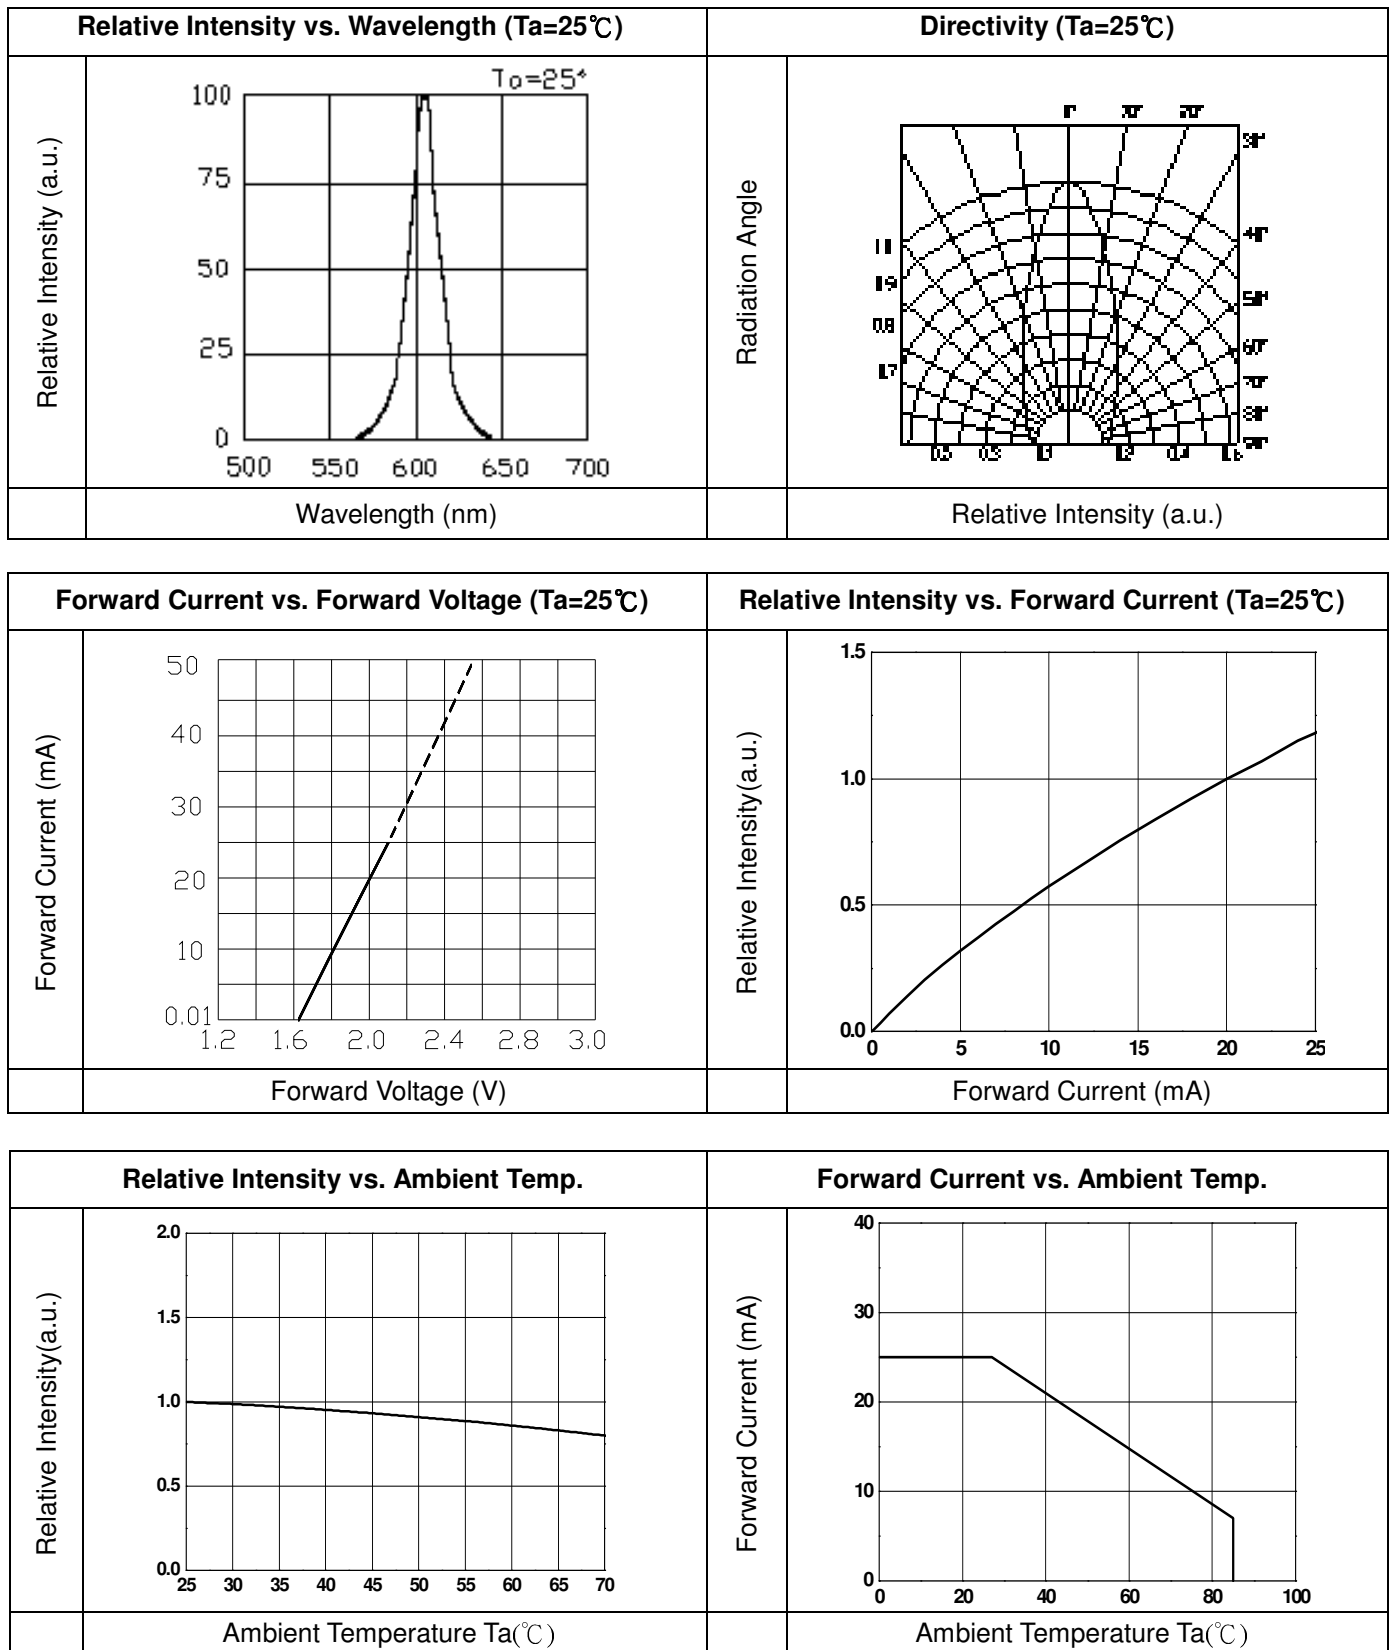 Relative Intensity vs. Wavelength (Ta=25℃)
Relative Intensity (a.u.)
100
75
50
25
0
500 550 600 650 700
Wavelength (nm)
Directivity (Ta=25℃)
Radiation Angle
0.8
60°
Relative Intensity (a.u.)
Forward Current vs. Forward Voltage (Ta=25℃)
Forward Current (mA)
50
40
30
20
10
0.01
1.2 1.6 2.0 2.4 2.8 3.0
Forward Voltage (V)
Relative Intensity vs. Forward Current (Ta=25℃)
Relative Intensity(a.u.)
1.5
1.0
0.5
0.0
0 5 10 15 20 25
Forward Current (mA)
Relative Intensity vs. Ambient Temp.
Relative Intensity(a.u.)
2.0
1.5
1.0
0.5
0.0
25 30 35 40 45 50 55 60 65 70
Ambient Temperature Ta(℃)
Forward Current vs. Ambient Temp.
Forward Current (mA)
40
30
20
10
0
0 20 40 60 80 100
Ambient Temperature Ta(℃)